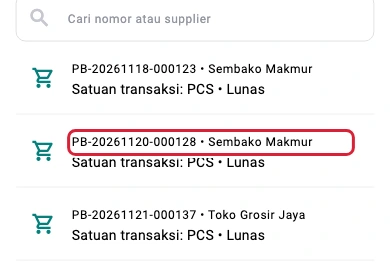 Cari nomor atau supplier
PB-20261118-000123 • Sembako Makmur
Satuan transaksi: PCS • Lunas
PB-20261120-000128 • Sembako Makmur
Satuan transaksi: PCS • Lunas
PB-20261121-000137 • Toko Grosir Jaya
Satuan transaksi: PCS • Lunas